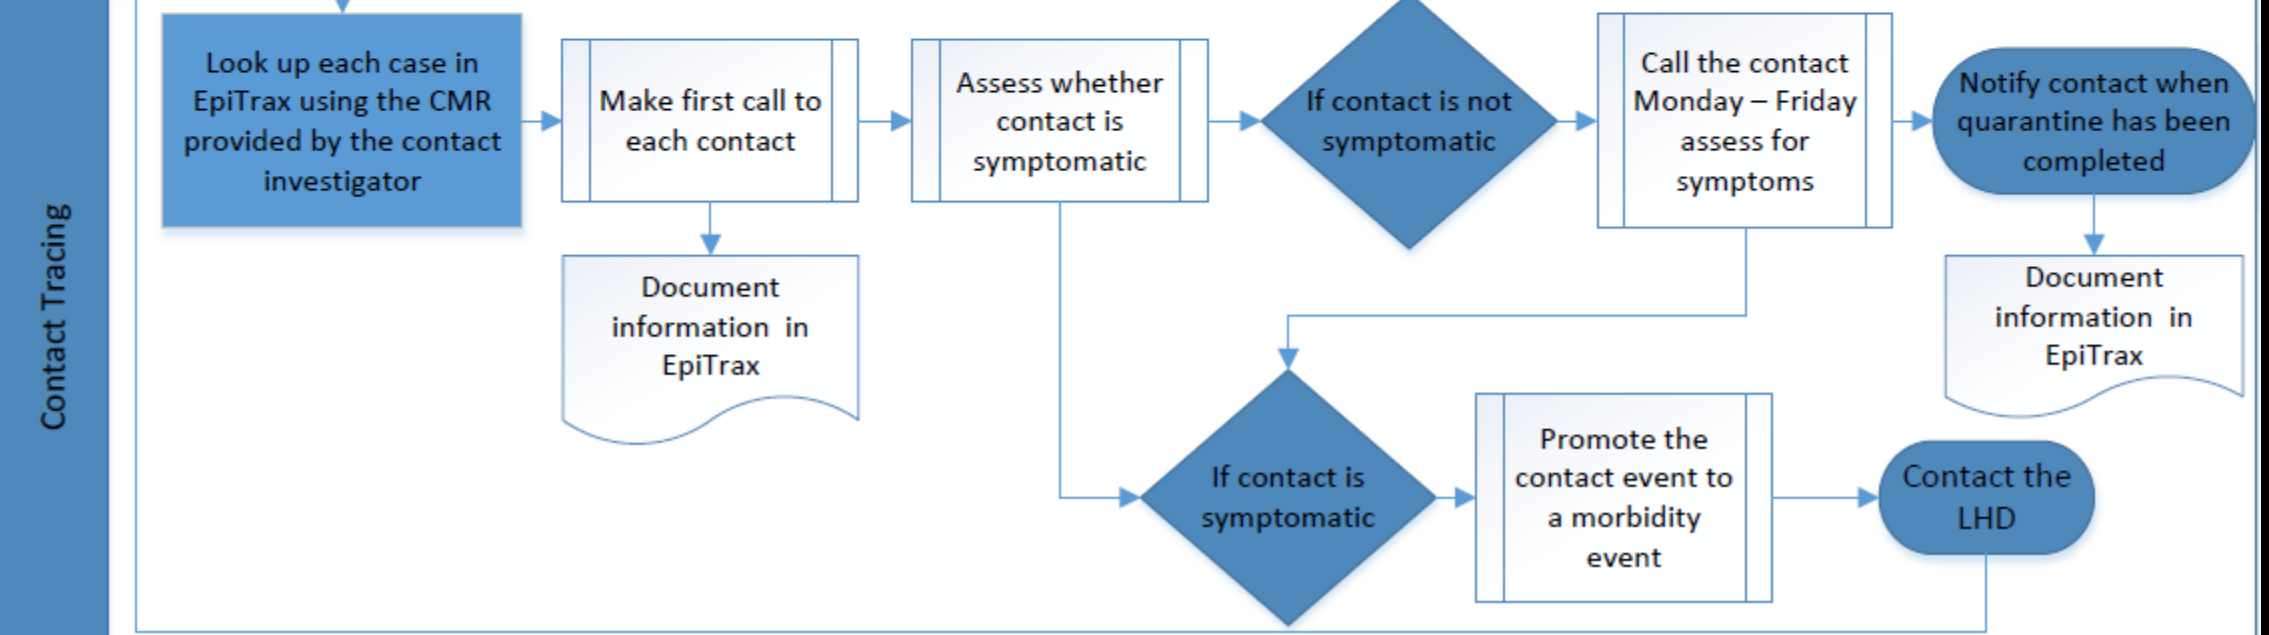 Contact Tracing
Look up each case in
EpiTrax using the CMR
provided by the contact
investigator
Make first call to
each contact
Document
information in
EpiTrax
Assess whether
contact is
symptomatic
If contact is not
symptomatic
Call the contact
Monday – Friday
assess for
symptoms
Notify contact when
quarantine has been
completed
Document
information in
EpiTrax
If contact is
symptomatic
Promote the
contact event to
a morbidity
event
Contact the
LHD